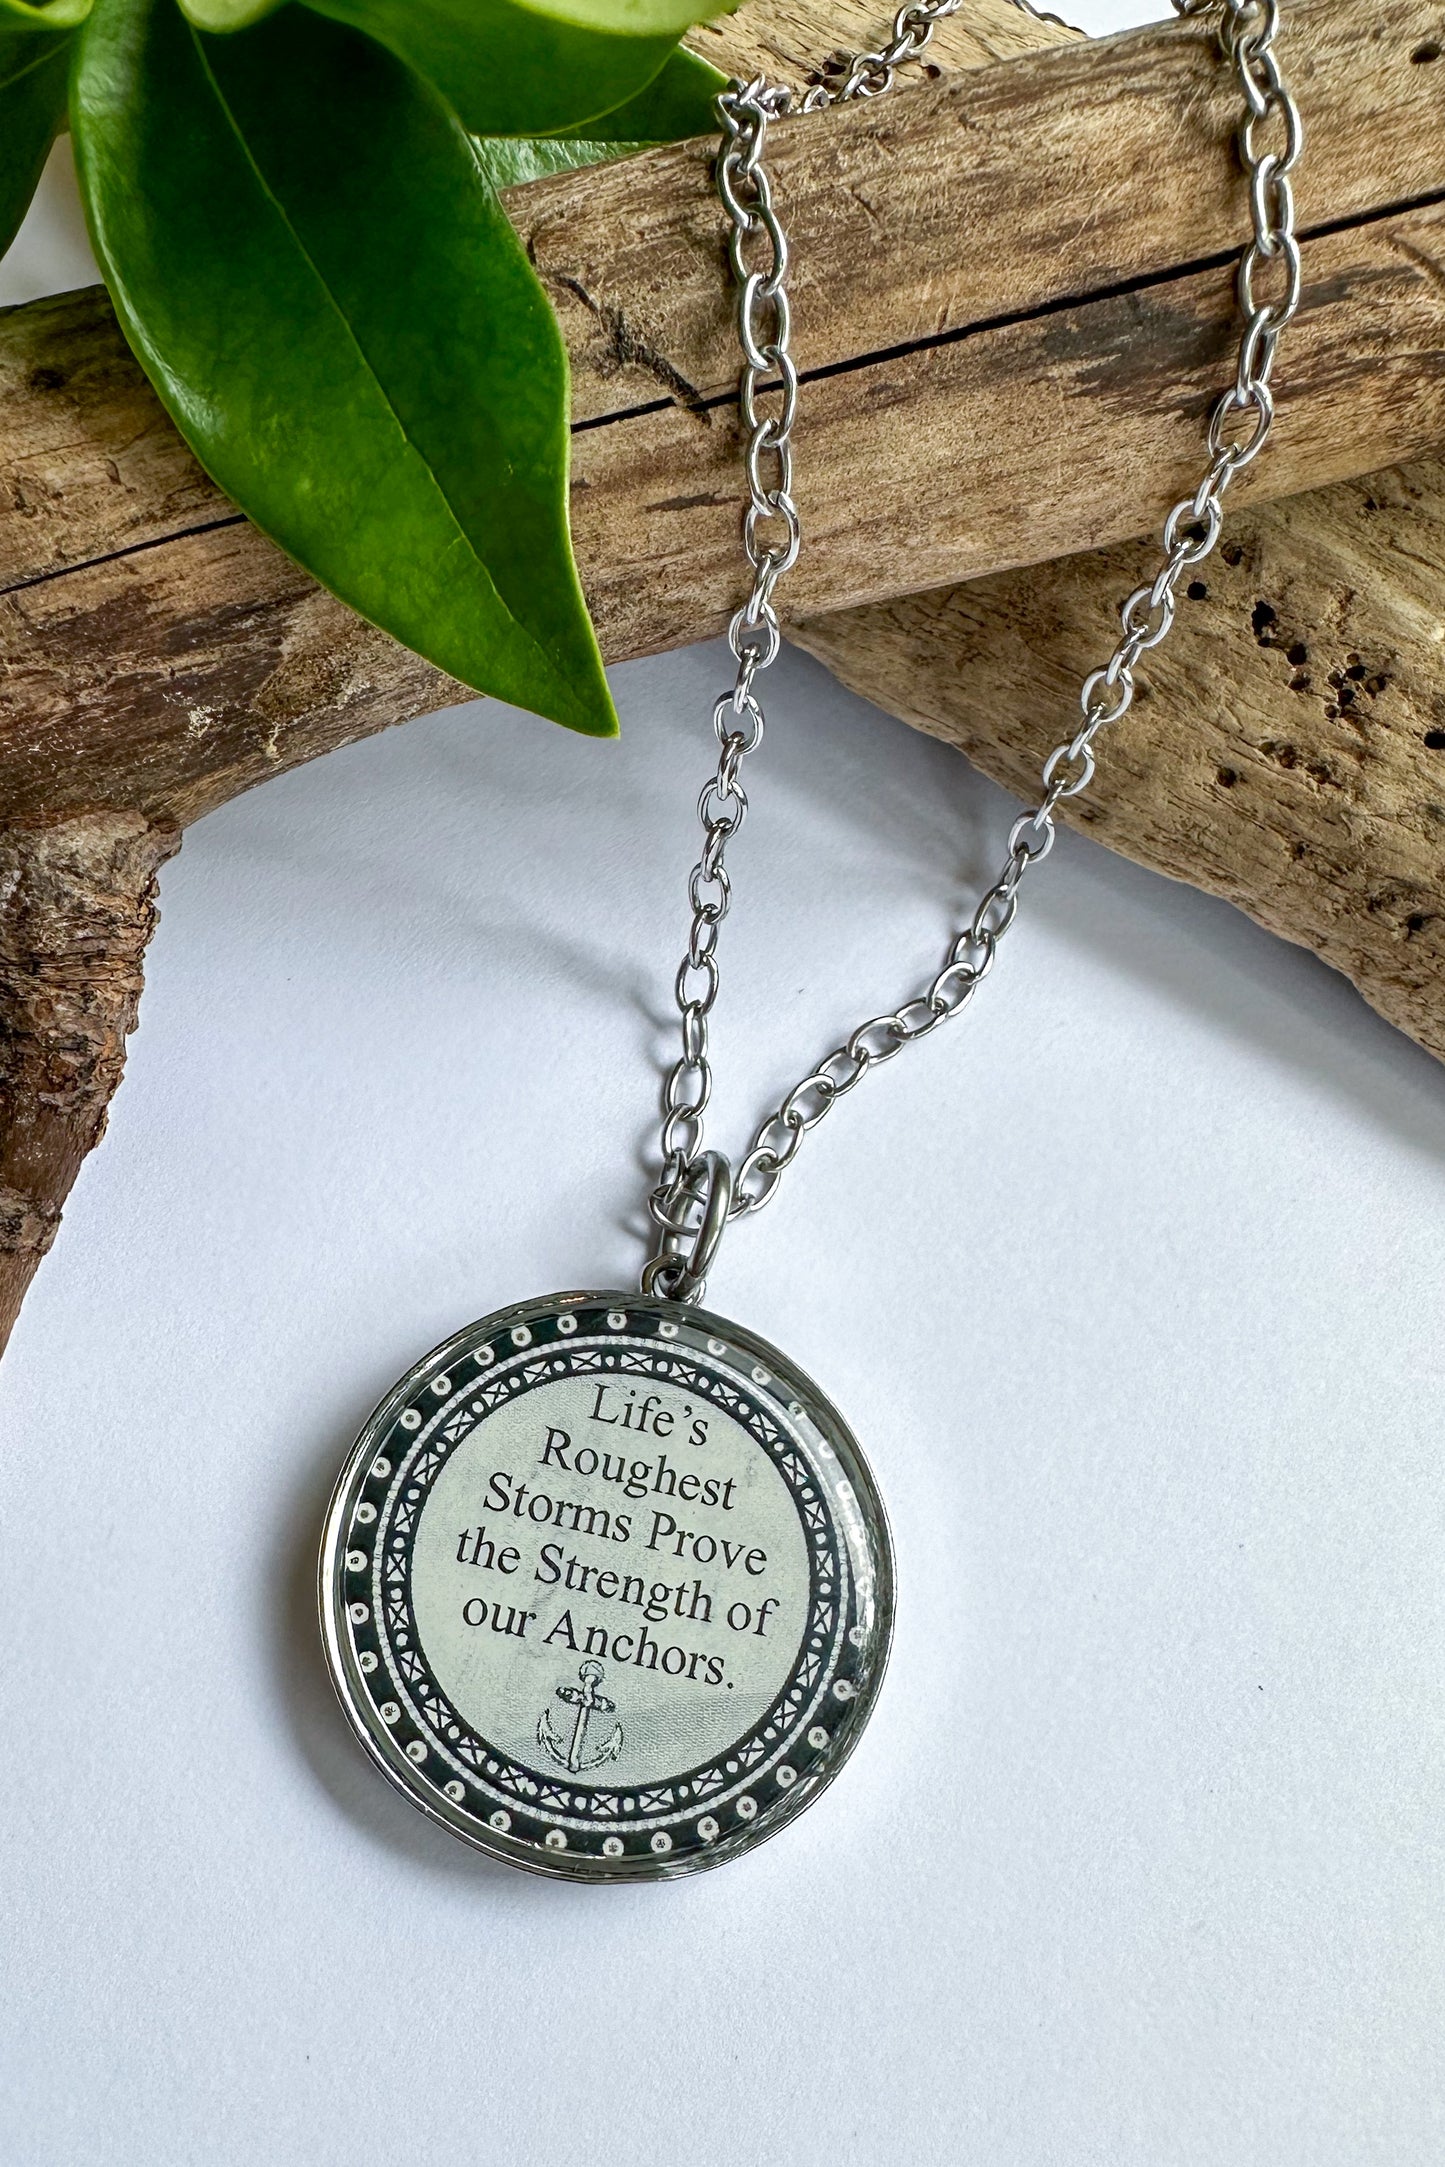 Life’s
Roughest
Storms Prove
the Strength of
our Anchors.